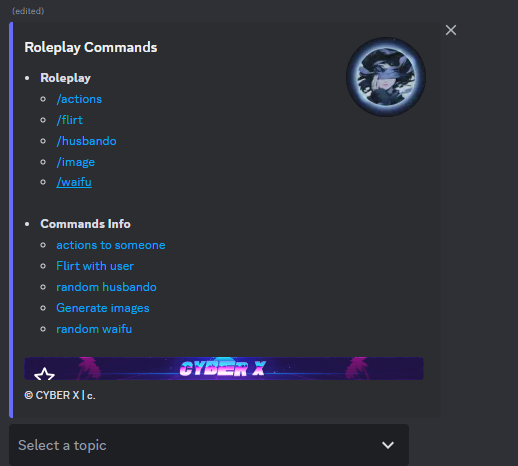 (edited)
Roleplay Commands
Roleplay
/actions
/flirt
/husbando
/image
/waifu
Commands Info
actions to someone
Flirt with user
random husbando
Generate images
random waifu
CYBER X
© CYBER X | c.
Select a topic